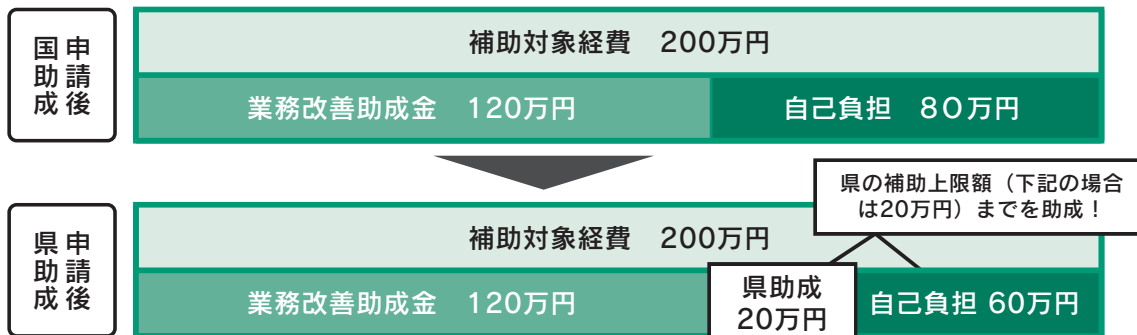 国助成
申請後
補助対象経費　200万円
業務改善助成金　120万円
自己負担　８０万円
県の補助上限額（下記の場合
は20万円）までを助成！
県助成
申請後
補助対象経費　200万円
業務改善助成金　120万円
県助成
20万円
自己負担 60万円